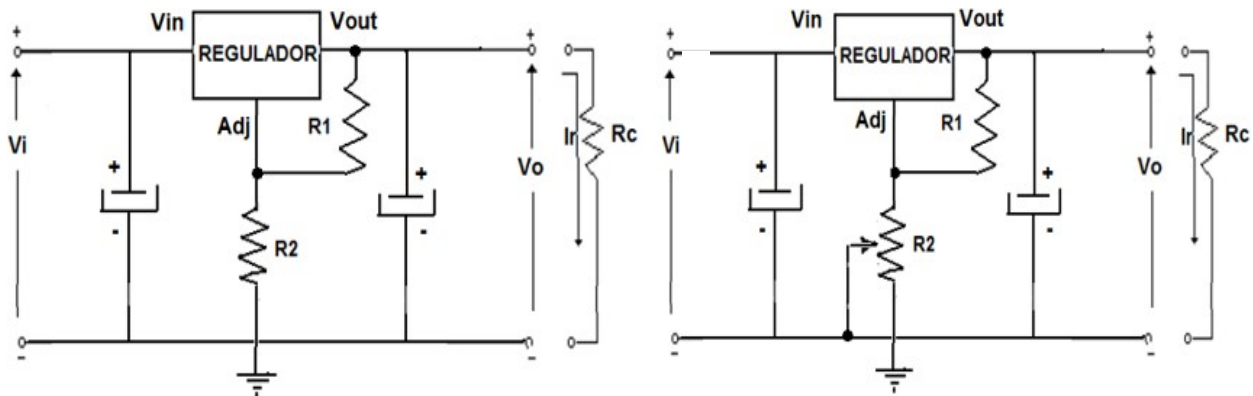 Vin Vout
+ REGULADOR +
Adj R1
Vi + Vo Ir Rc
+
- -
R2
- -
Vin Vout
+ REGULADOR +
Adj R1
Vi + Vo Ir Rc
+
- -
R2
- -